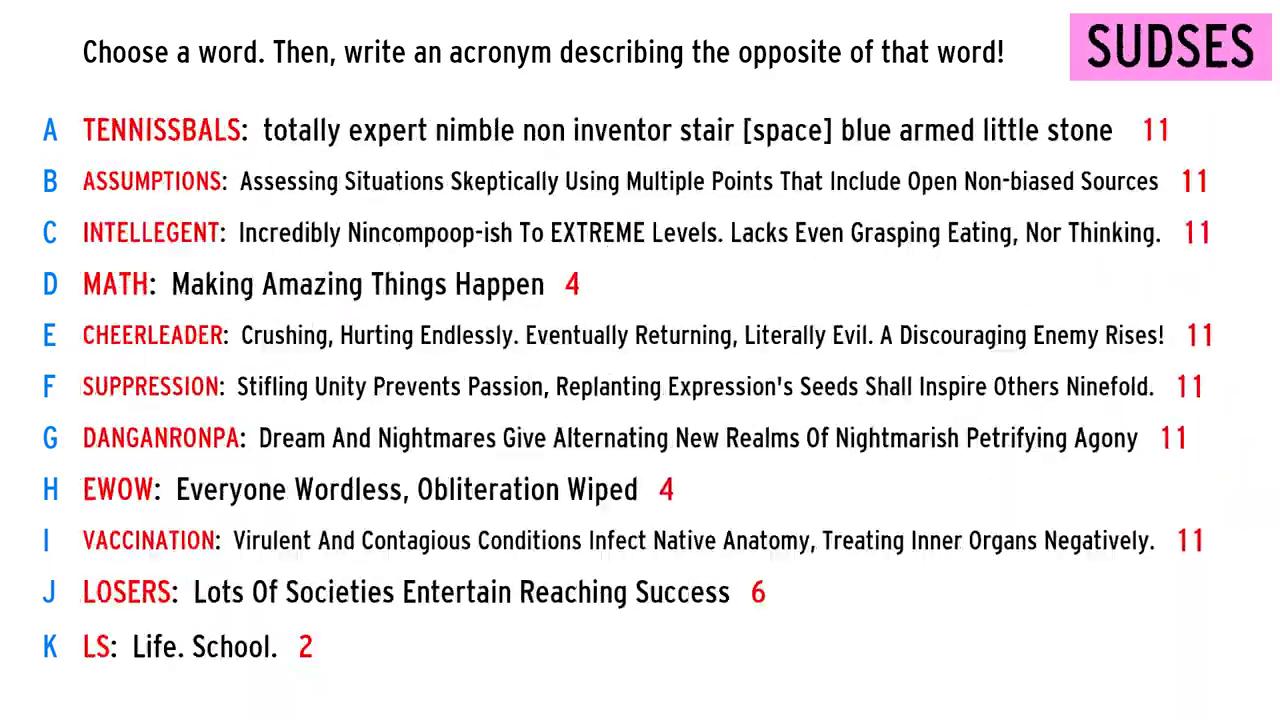 Choose a word. Then, write an acronym describing the opposite of that word!
SUDSES
A TENNISSBALS: totally expert nimble non inventor stair [space] blue armed little stone 11
B ASSUMPTIONS: Assessing Situations Skeptically Using Multiple Points That Include Open Non-biased Sources 11
C INTELLEGENT: Incredibly Nincompoop-ish To EXTREME Levels. Lacks Even Grasping Eating, Nor Thinking. 11
D MATH: Making Amazing Things Happen 4
E CHEERLEADER: Crushing, Hurting Endlessly. Eventually Returning, Literally Evil. A Discouraging Enemy Rises! 11
F SUPPRESSION: Stifling Unity Prevents Passion, Replanting Expression's Seeds Shall Inspire Others Ninefold. 11
G DANGANRONPA: Dream And Nightmares Give Alternating New Realms Of Nightmarish Petrifying Agony 11
H EWOW: Everyone Wordless, Obliteration Wiped 4
I VACCINATION: Virulent And Contagious Conditions Infect Native Anatomy, Treating Inner Organs Negatively. 11
J LOSERS: Lots Of Societies Entertain Reaching Success 6
K LS: Life. School. 2